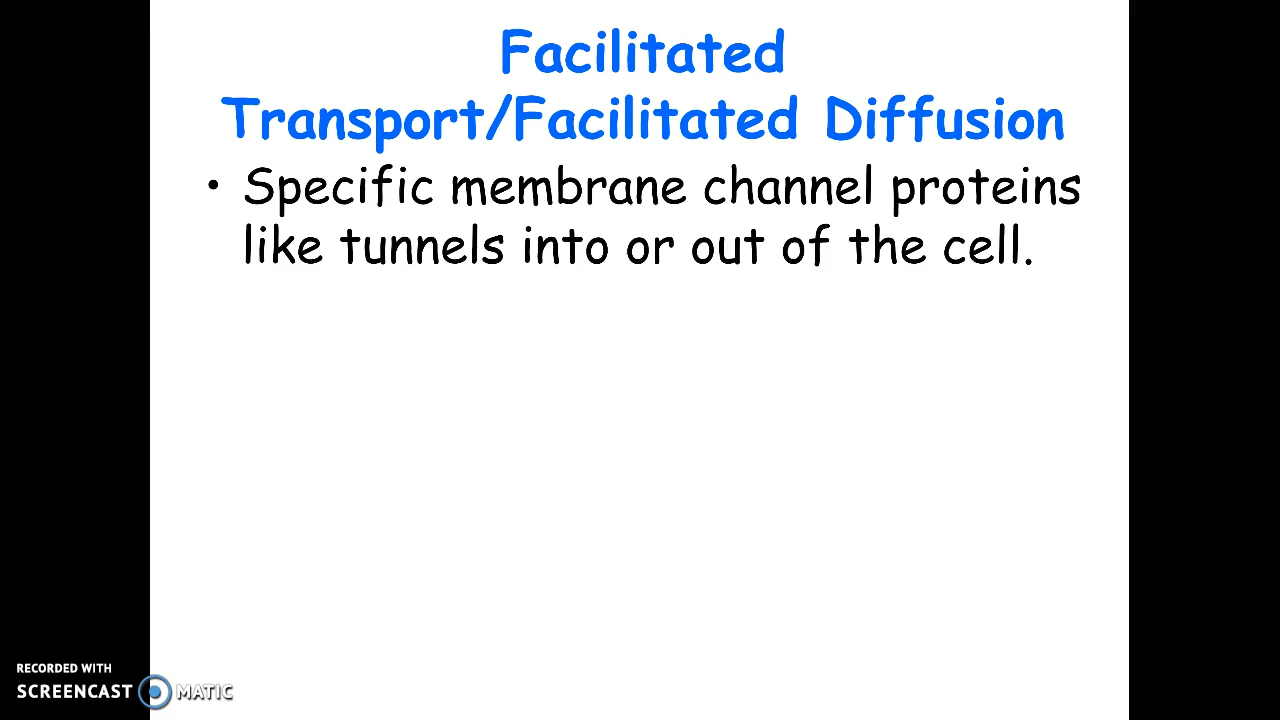 Facilitated
Transport/Facilitated Diffusion
• Specific membrane channel proteins
like tunnels into or out of the cell.
RECORDED WITH
SCREENCAST MATIC